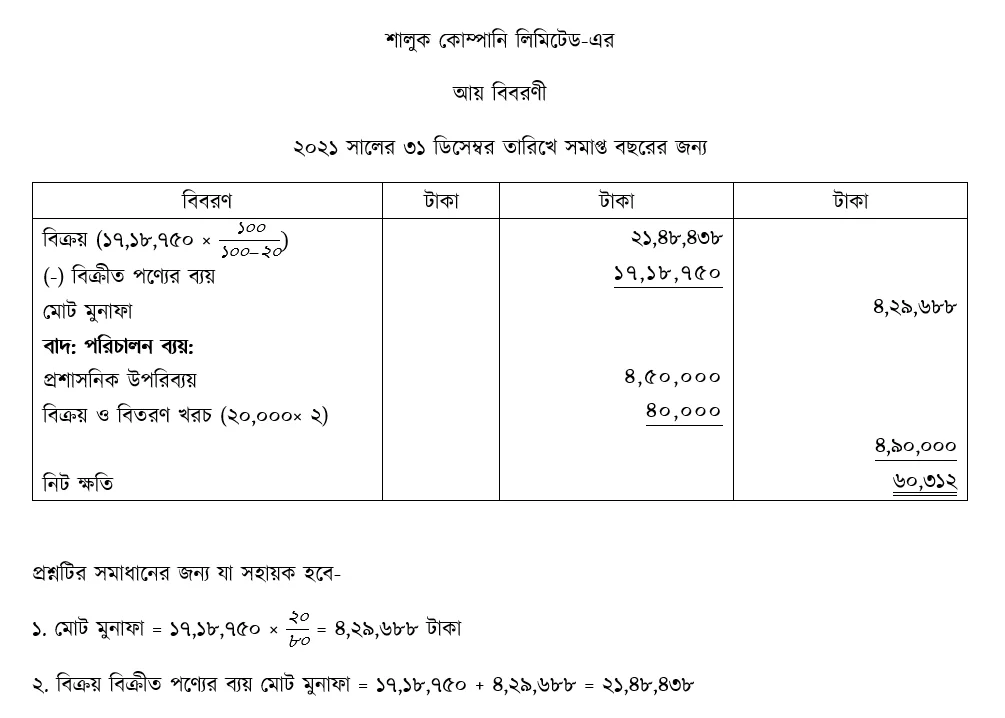 শালুক কোম্পানি লিমিটেড-এর
আয় বিবরণী
২০২১ সালের ৩১ ডিসেম্বর তারিখে সমাপ্ত বছরের জন্য
বিবরণ টাকা টাকা টাকা
বিক্রয় (১৭,১৮,৭৫০ × ১০০/১০০–২০) ২১,৪৮,৪৩৮
(-) বিক্রীত পণ্যের ব্যয় ১৭,১৮,৭৫০
মোট মুনাফা ৪,২৯,৬৮৮
বাদ: পরিচালন ব্যয়:
প্রশাসনিক উপরিব্যয় ৪,৫০,০০০
বিক্রয় ও বিতরণ খরচ (২০,০০০× ২) ৪০,০০০
৪,৯০,০০০
নিট ক্ষতি ৬০,৩১২
প্রশ্নটির সমাধানের জন্য যা সহায়ক হবে-
১. মোট মুনাফা = ১৭,১৮,৭৫০ × ২০/৮০ = ৪,২৯,৬৮৮ টাকা
২. বিক্রয় বিক্রীত পণ্যের ব্যয় মোট মুনাফা = ১৭,১৮,৭৫০ + ৪,২৯,৬৮৮ = ২১,৪৮,৪৩৮